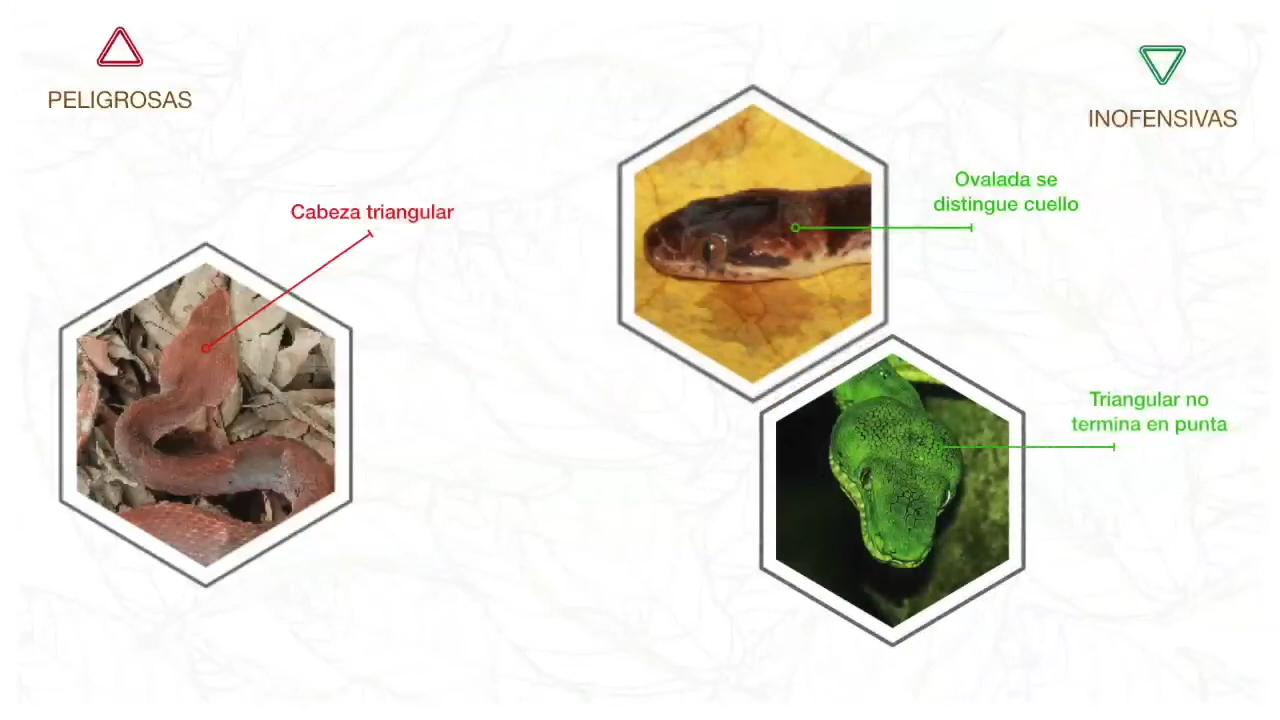 PELIGROSAS
INOFENSIVAS
Cabeza triangular
Ovalada se
distingue cuello
Triangular no
termina en punta